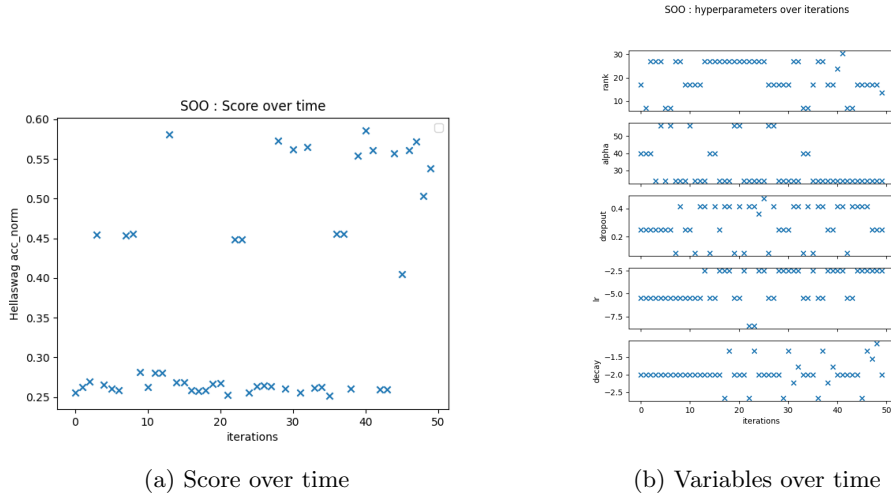 SOO : hyperparameters over iterations
SOO : Score over time
0.60
0.55
0.50
0.45
0.40
0.35
0.30
0.25
Hellaswag acc_norm
0 10 20 30 40 50
iterations
30
20
10
rank
50
40
30
alpha
0.4
0.2
dropout
-2.5
-5.0
-7.5
lr
-1.5
-2.0
-2.5
decay
0 10 20 30 40 50
iterations
(a) Score over time
(b) Variables over time